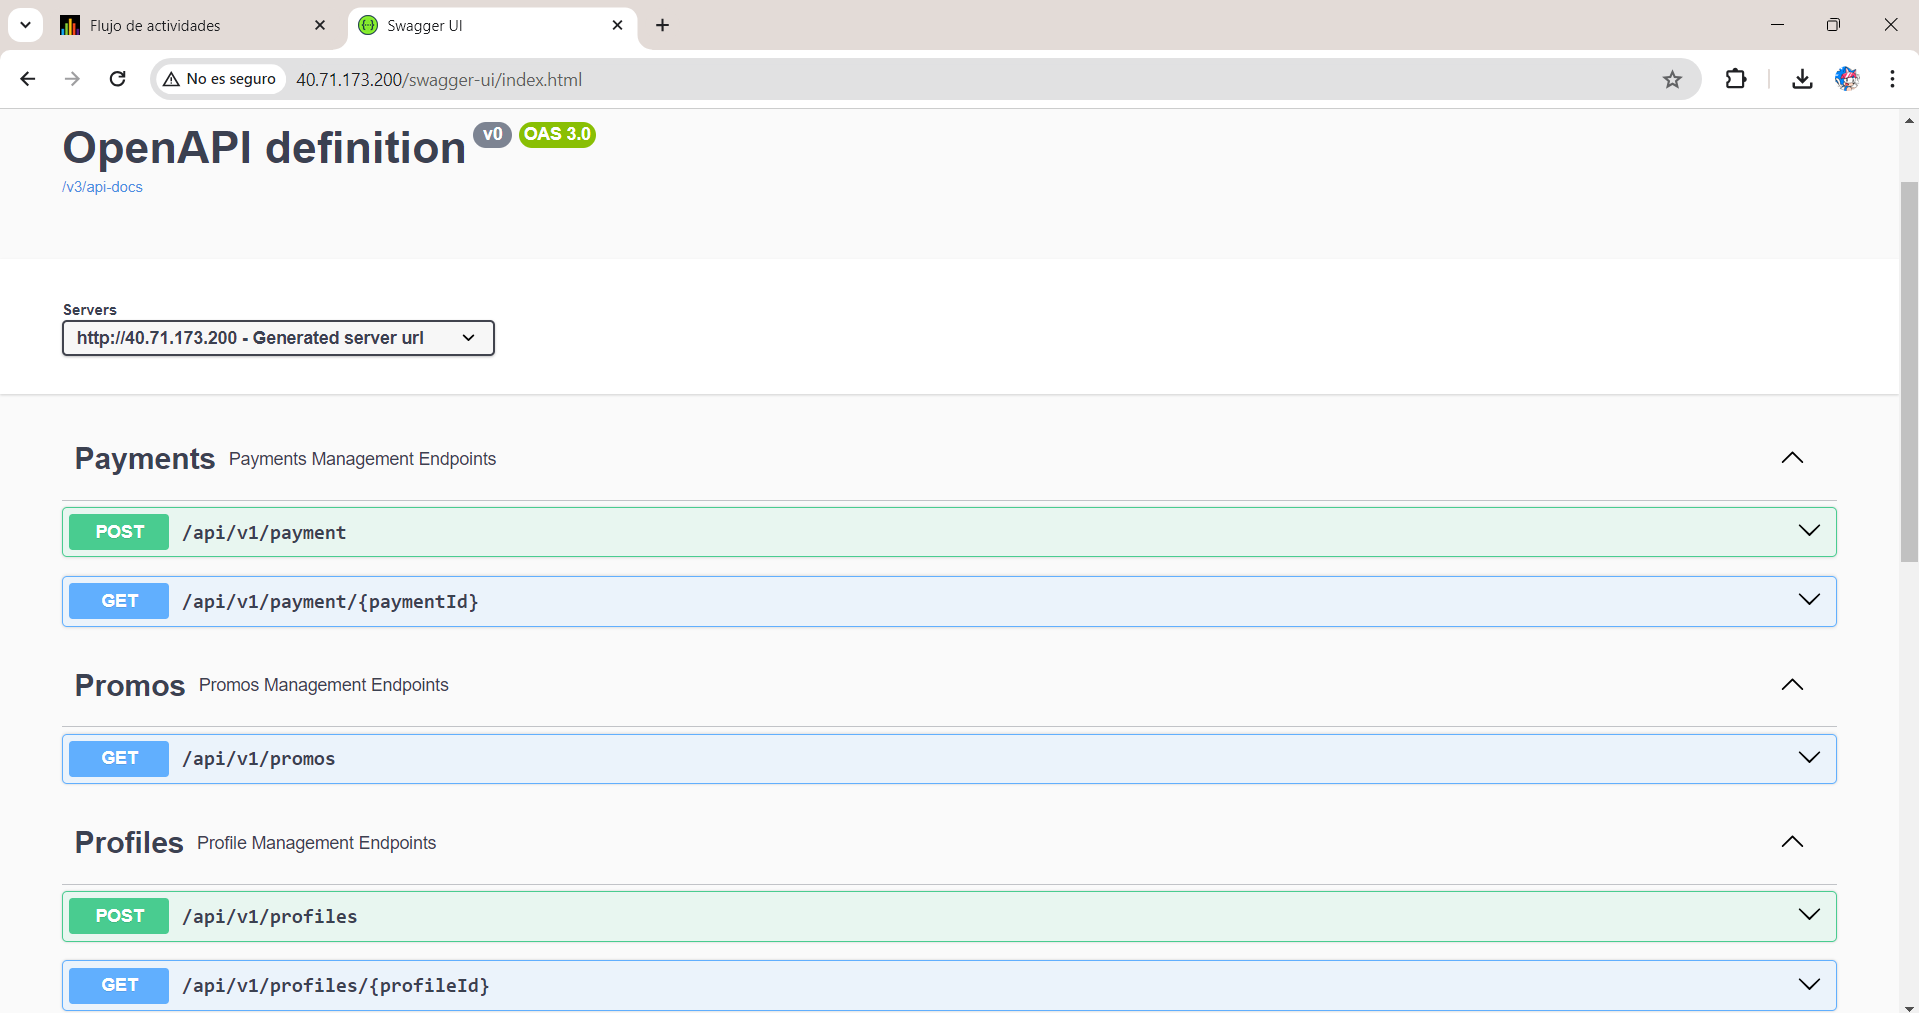 Flujo de actividades
Swagger UI
No es seguro
40.71.173.200/swagger-ui/index.html
OpenAPI definition v0 OAS 3.0
/v3/api-docs
Servers
http://40.71.173.200 - Generated server url
Payments Payments Management Endpoints
POST /api/v1/payment
GET /api/v1/payment/{paymentId}
Promos Promos Management Endpoints
GET /api/v1/promos
Profiles Profile Management Endpoints
POST /api/v1/profiles
GET /api/v1/profiles/{profileId}